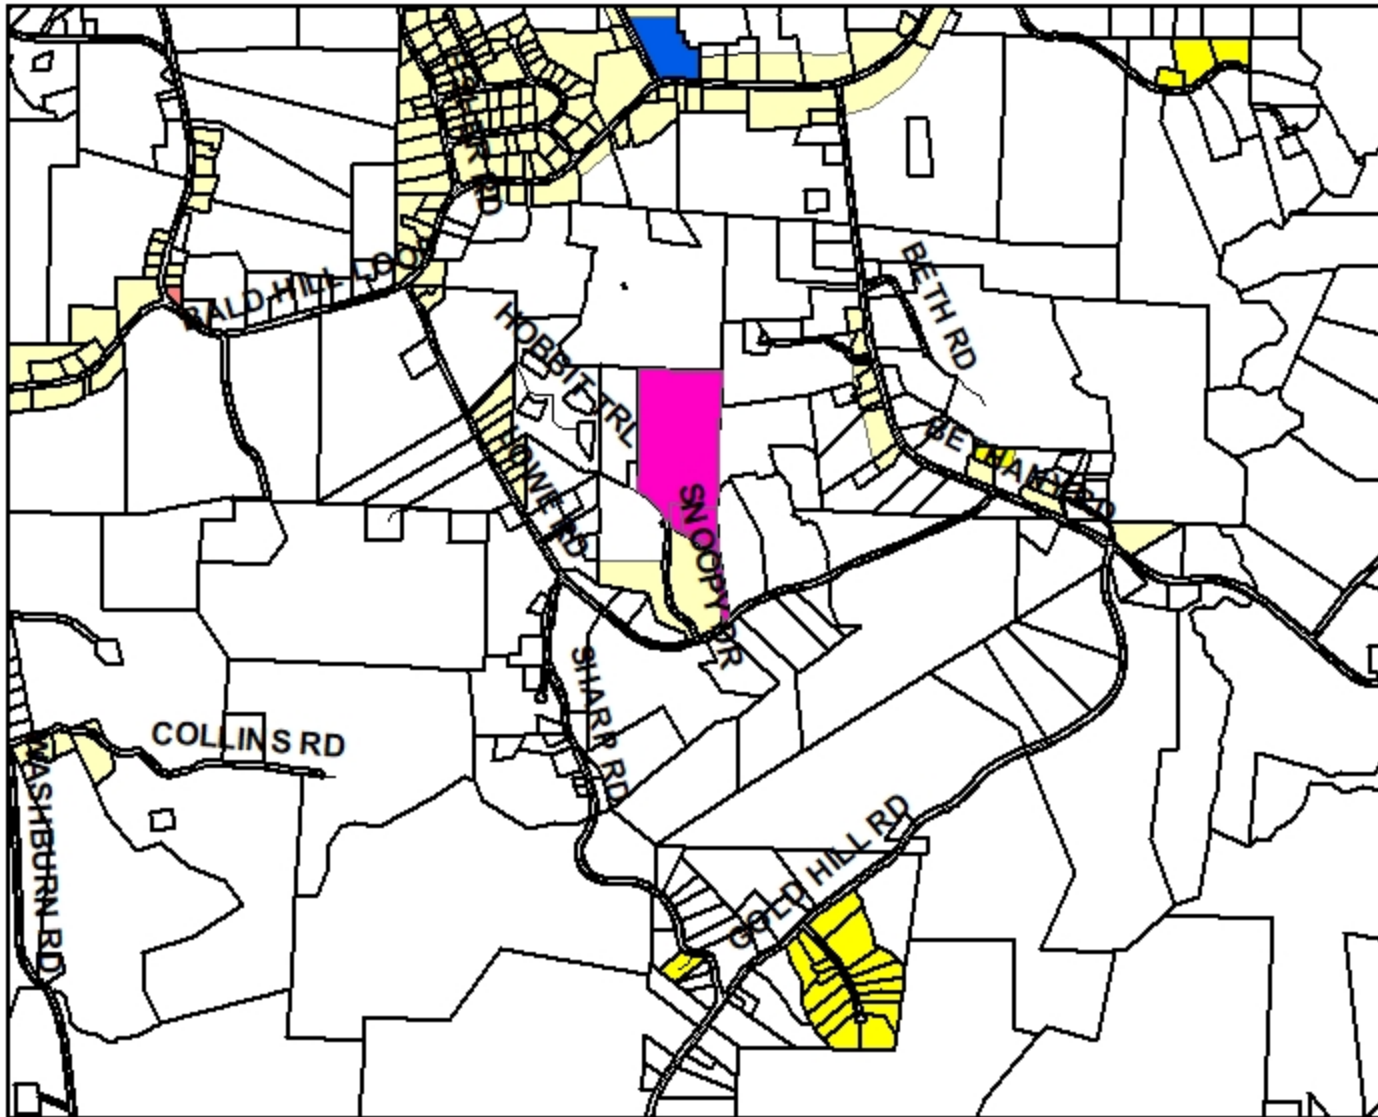 BALD HILL LOOP
BETH RD
HOBBIT TRL
HOWE RD
BETHANY RD
SNOOPY DR
SHARP RD
COLLINS RD
WASHBURN RD
GOLD HILL RD